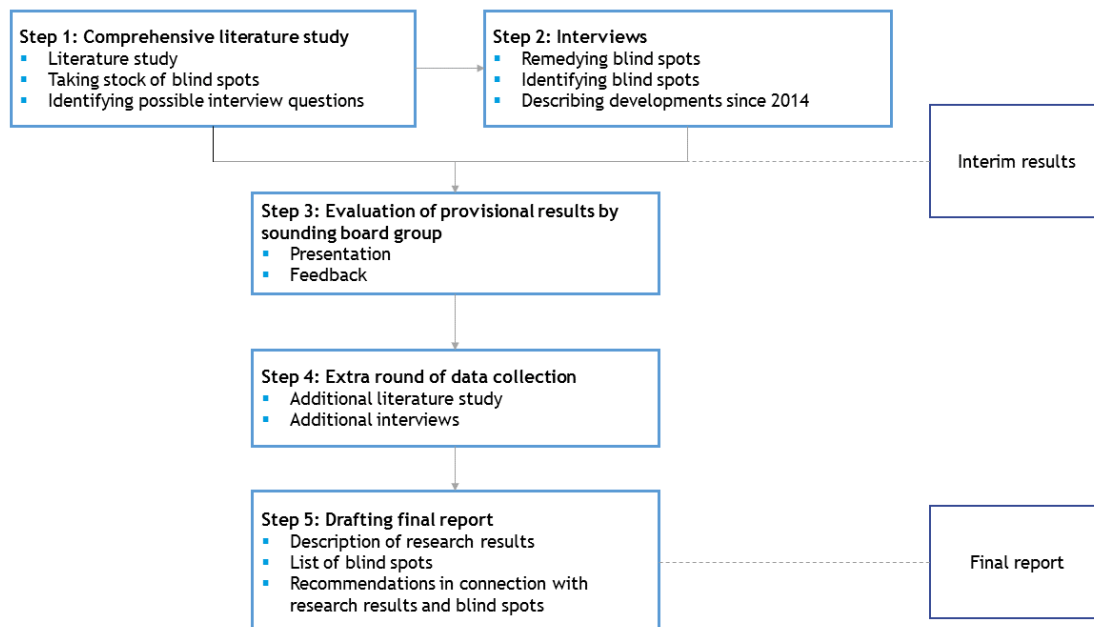 Step 1: Comprehensive literature study
▪ Literature study
▪ Taking stock of blind spots
▪ Identifying possible interview questions
Step 2: Interviews
▪ Remedying blind spots
▪ Identifying blind spots
▪ Describing developments since 2014
Interim results
Step 3: Evaluation of provisional results by
sounding board group
▪ Presentation
▪ Feedback
Step 4: Extra round of data collection
▪ Additional literature study
▪ Additional interviews
Step 5: Drafting final report
▪ Description of research results
▪ List of blind spots
▪ Recommendations in connection with
research results and blind spots
Final report